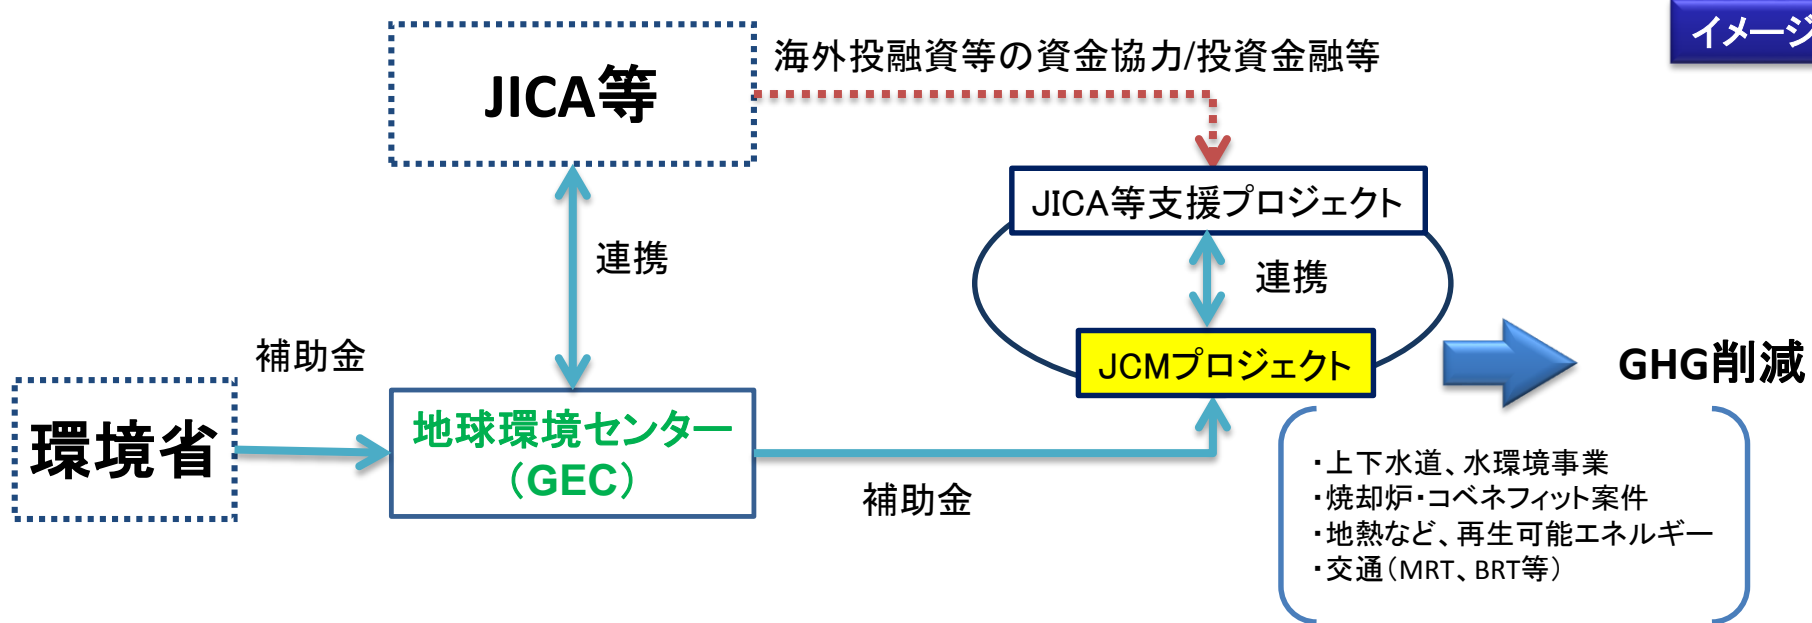 イメージ
海外投融資等の資金協力/投資金融等
JICA等
JICA等支援プロジェクト
連携
連携
補助金
JCMプロジェクト
GHG削減
環境省
地球環境センター
（GEC）
補助金
・上下水道、水環境事業
・焼却炉・コベネフィット案件
・地熱など、再生可能エネルギー
・交通（MRT、BRT等）